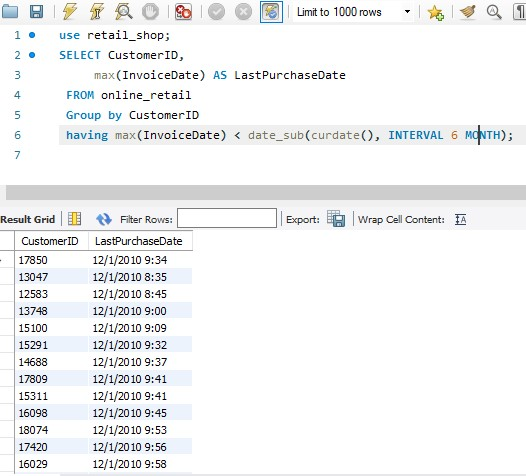 Limit to 1000 rows
1 use retail_shop;
2 SELECT CustomerID,
3 max(InvoiceDate) AS LastPurchaseDate
4 FROM online_retail
5 Group by CustomerID
6 having max(InvoiceDate) < date_sub(curdate(), INTERVAL 6 MONTH);
7
Result Grid Filter Rows: Export: Wrap Cell Content:
CustomerID LastPurchaseDate
17850 12/1/2010 9:34
13047 12/1/2010 8:35
12583 12/1/2010 8:45
13748 12/1/2010 9:00
15100 12/1/2010 9:09
15291 12/1/2010 9:32
14688 12/1/2010 9:37
17809 12/1/2010 9:41
15311 12/1/2010 9:41
16098 12/1/2010 9:45
18074 12/1/2010 9:53
17420 12/1/2010 9:56
16029 12/1/2010 9:58